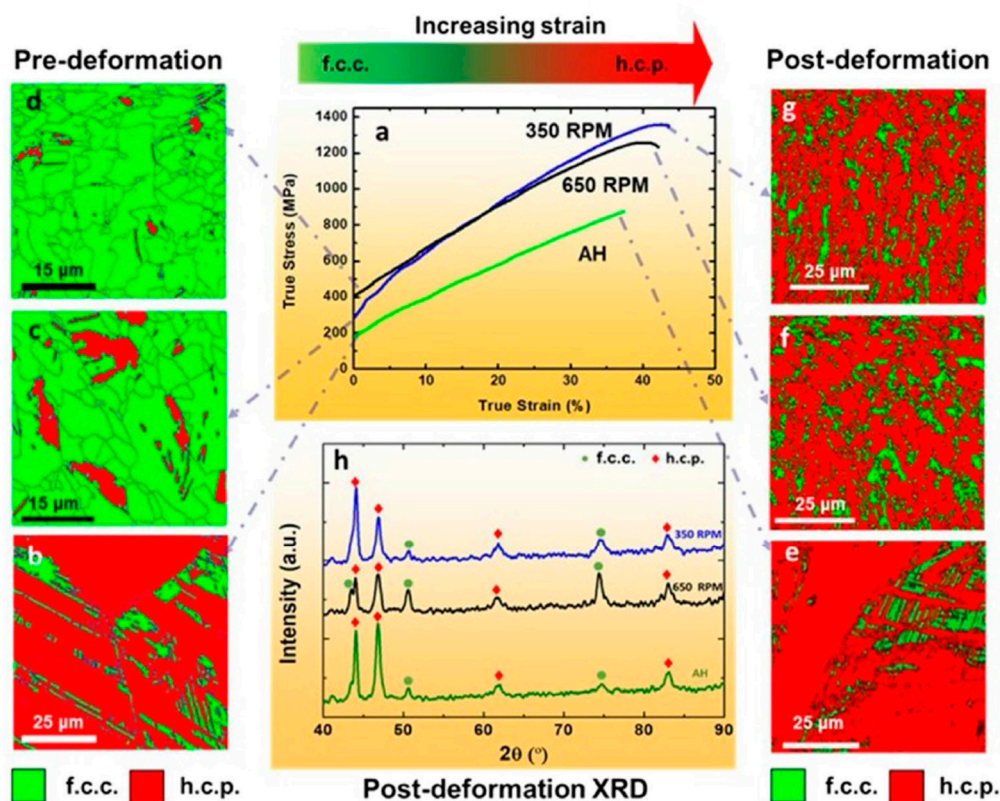 Increasing strain
f.c.c.
h.c.p.
Pre-deformation
Post-deformation
d
15 µm
c
15 µm
b
25 µm
a
350 RPM
650 RPM
AH
True Stress (MPa)
1400
1200
1000
800
600
400
200
0
0
10
20
30
40
50
True Strain (%)
g
25 µm
f
25 µm
e
25 µm
h
f.c.c.
h.c.p.
350 RPM
650 RPM
AH
Intensity (a.u.)
40
50
60
70
80
90
2θ (°)
f.c.c.
h.c.p.
Post-deformation XRD
f.c.c.
h.c.p.